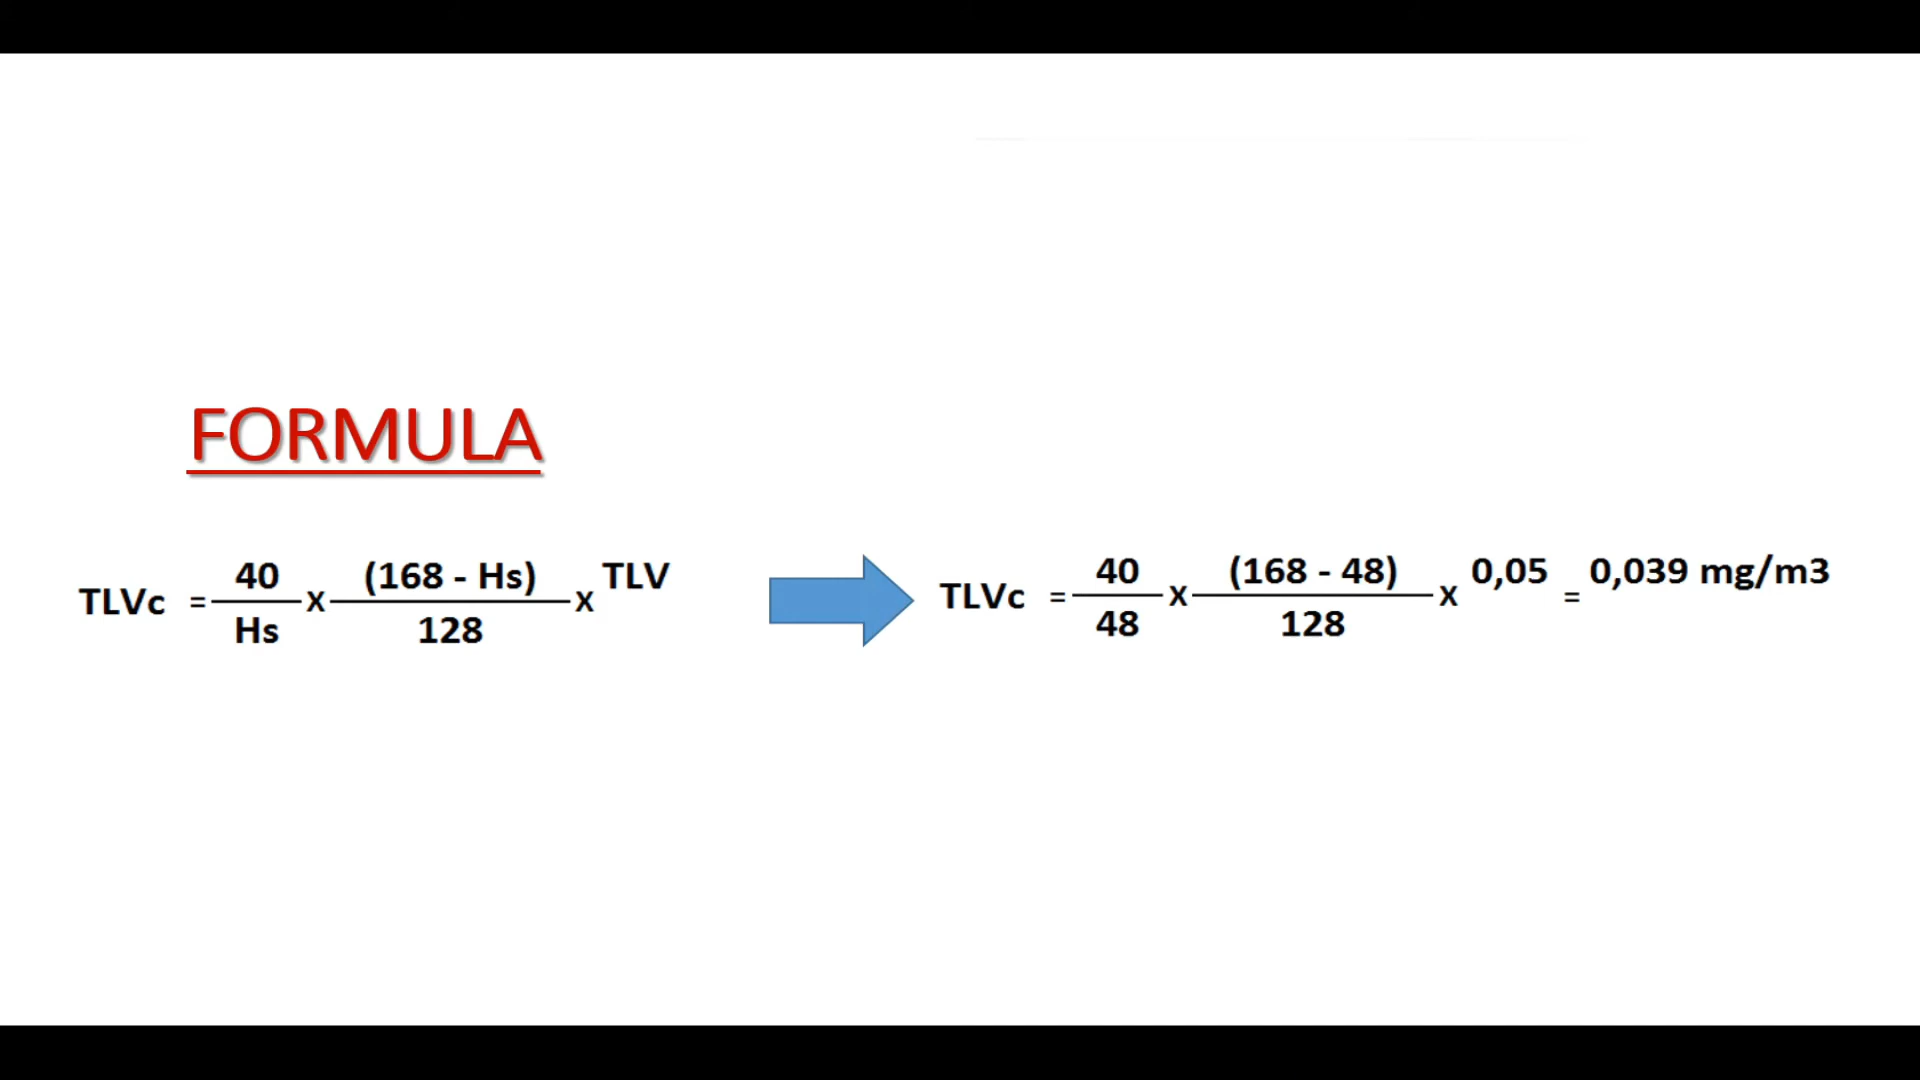 FORMULA
TLVc = 40 / Hs x (168 - Hs) / 128 x TLV
TLVc = 40 / 48 x (168 - 48) / 128 x 0,05 = 0,039 mg/m3